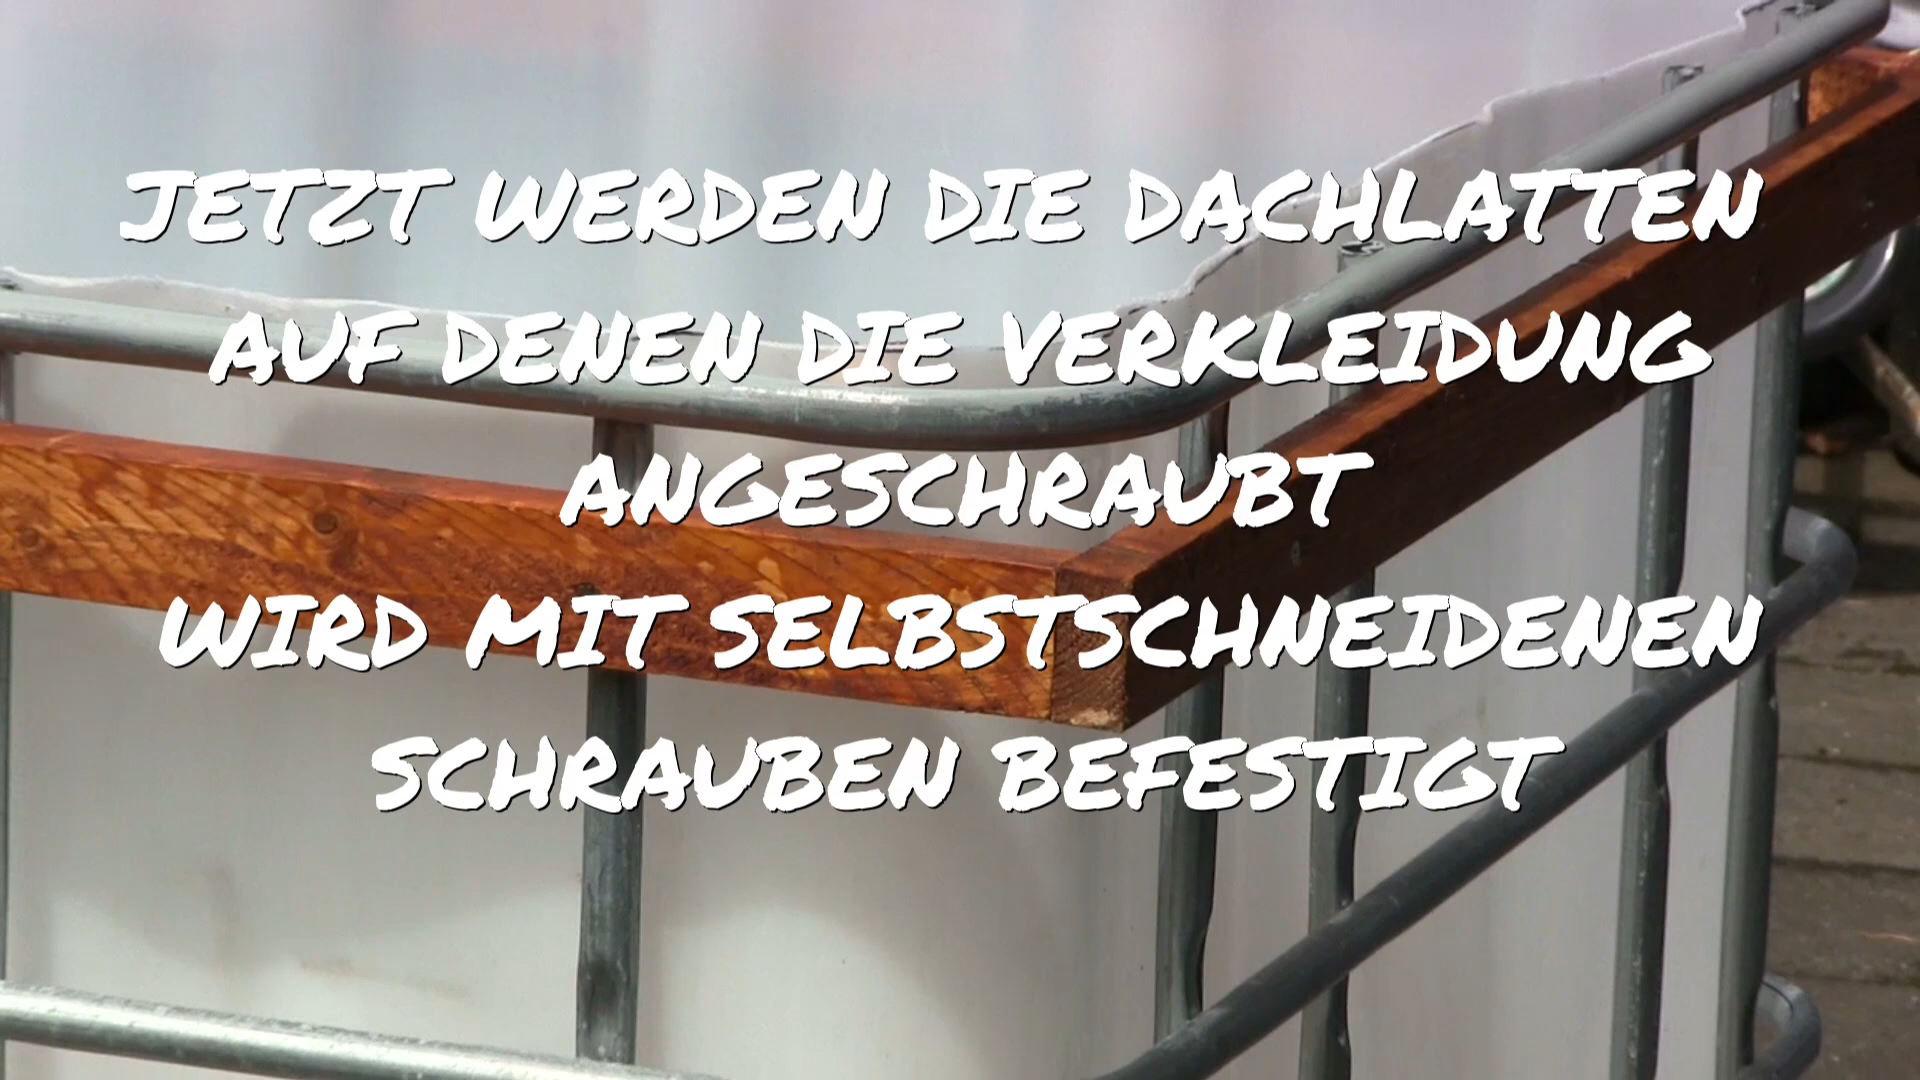 JETZT WERDEN DIE DACHLATTEN
AUF DENEN DIE VERKLEIDUNG
ANGESCHRAUBT
WIRD MIT SELBSTSCHNEIDENEN
SCHRAUBEN BEFESTIGT